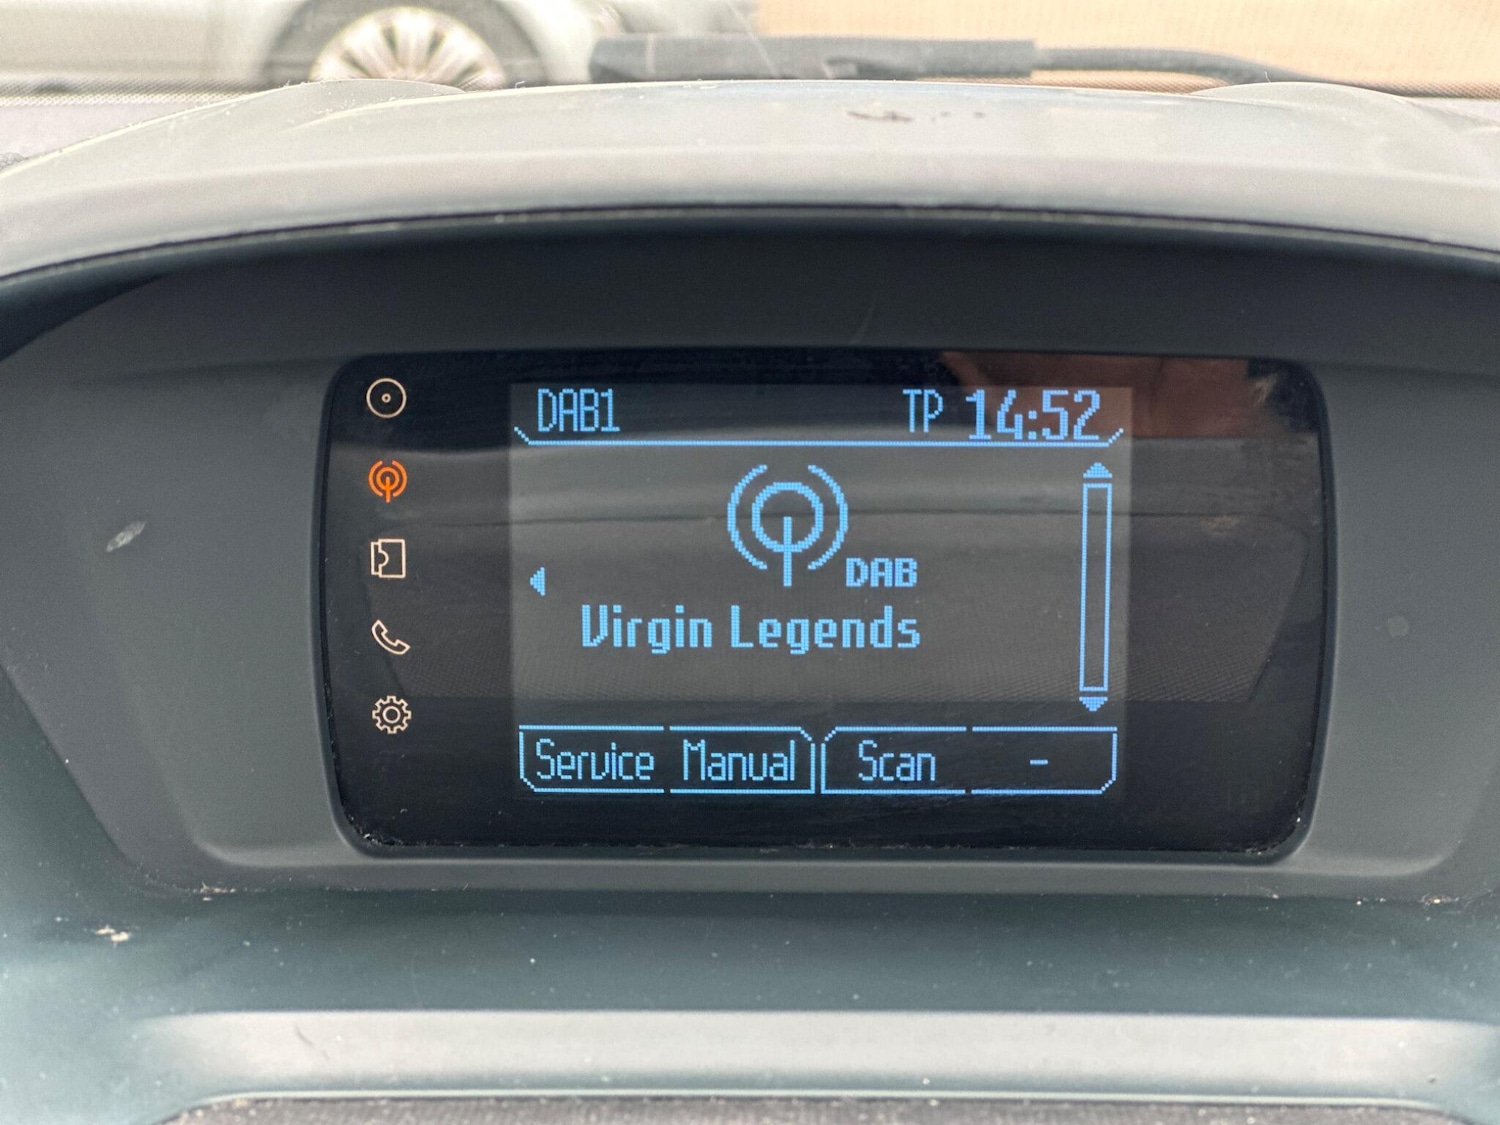 DAB1 TP 14:52
DAB
Virgin Legends
Service Manual Scan -